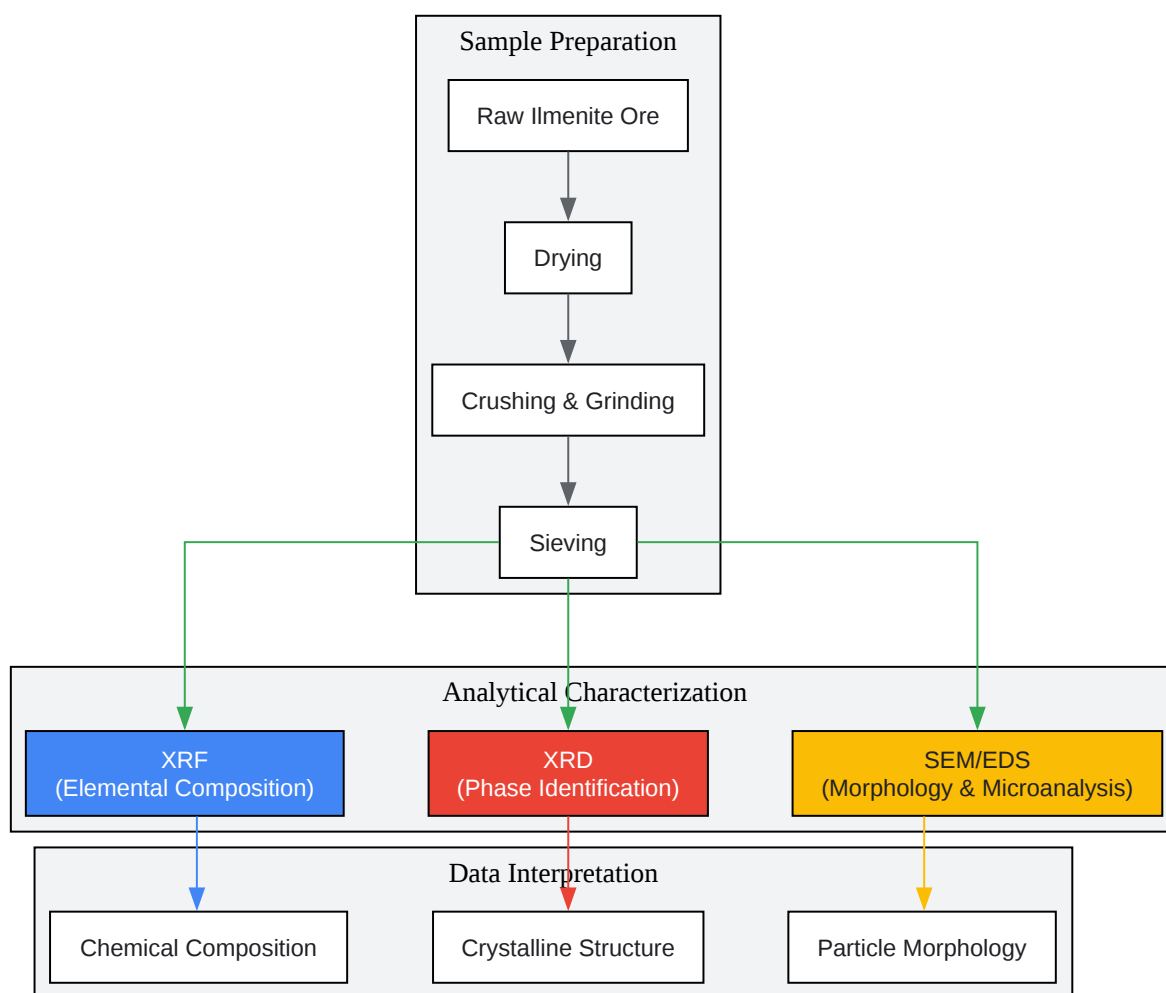 Sample Preparation
Raw Ilmenite Ore
Drying
Crushing & Grinding
Sieving
Analytical Characterization
XRF
(Elemental Composition)
XRD
(Phase Identification)
SEM/EDS
(Morphology & Microanalysis)
Data Interpretation
Chemical Composition
Crystalline Structure
Particle Morphology